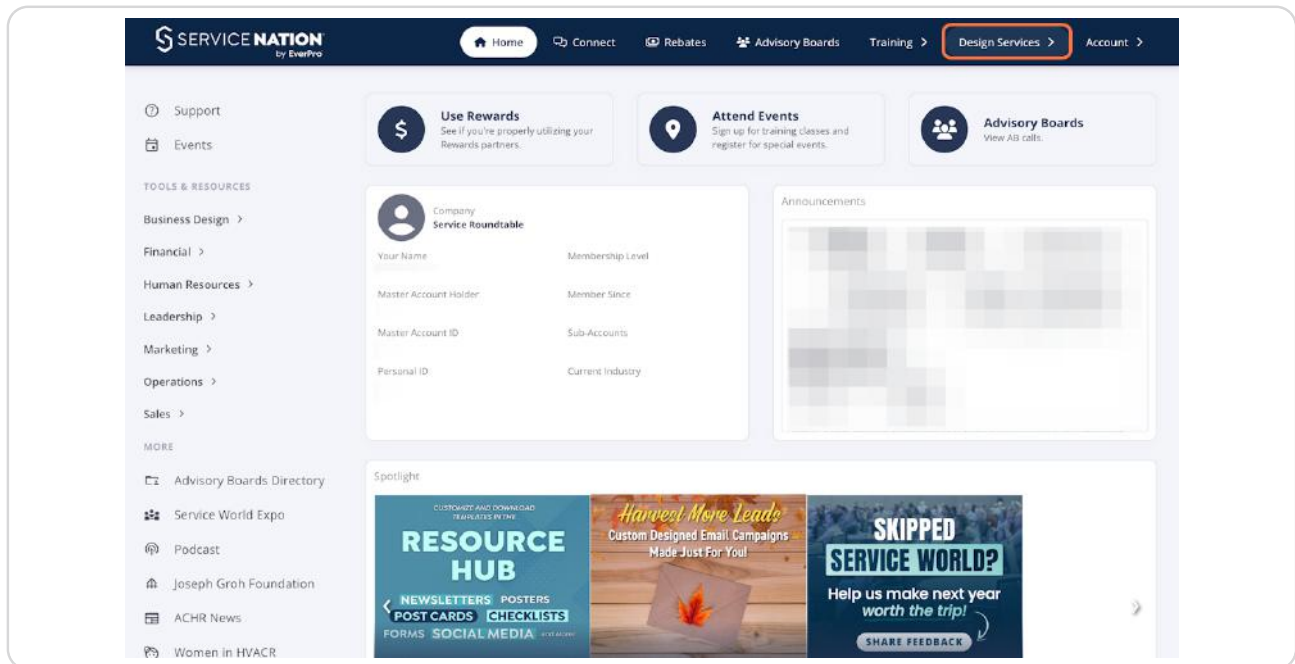 SERVICE NATION
by EverPro
Home
Connect
Rebates
Advisory Boards
Training >
Design Services >
Account >
Support
Events
TOOLS & RESOURCES
Business Design >
Financial >
Human Resources >
Leadership >
Marketing >
Operations >
Sales >
MORE
Advisory Boards Directory
Service World Expo
Podcast
Joseph Groh Foundation
ACHR News
Women in HVACR
Use Rewards
See if you're properly utilizing your
Rewards partners.
Attend Events
Sign up for training classes and
register for special events.
Advisory Boards
View AB calls.
Company
Service Roundtable
Your Name
Membership Level
Master Account Holder
Member Since
Master Account ID
Sub-Accounts
Personal ID
Current Industry
Announcements
Spotlight
CUSTOMIZE AND DOWNLOAD
TEMPLATES IN THE
RESOURCE
HUB
NEWSLETTERS POSTERS
POST CARDS CHECKLISTS
FORMS SOCIAL MEDIA and more
Harvest More Leads
Custom Designed Email Campaigns
Made Just For You!
SKIPPED
SERVICE WORLD?
Help us make next year
worth the trip!
SHARE FEEDBACK